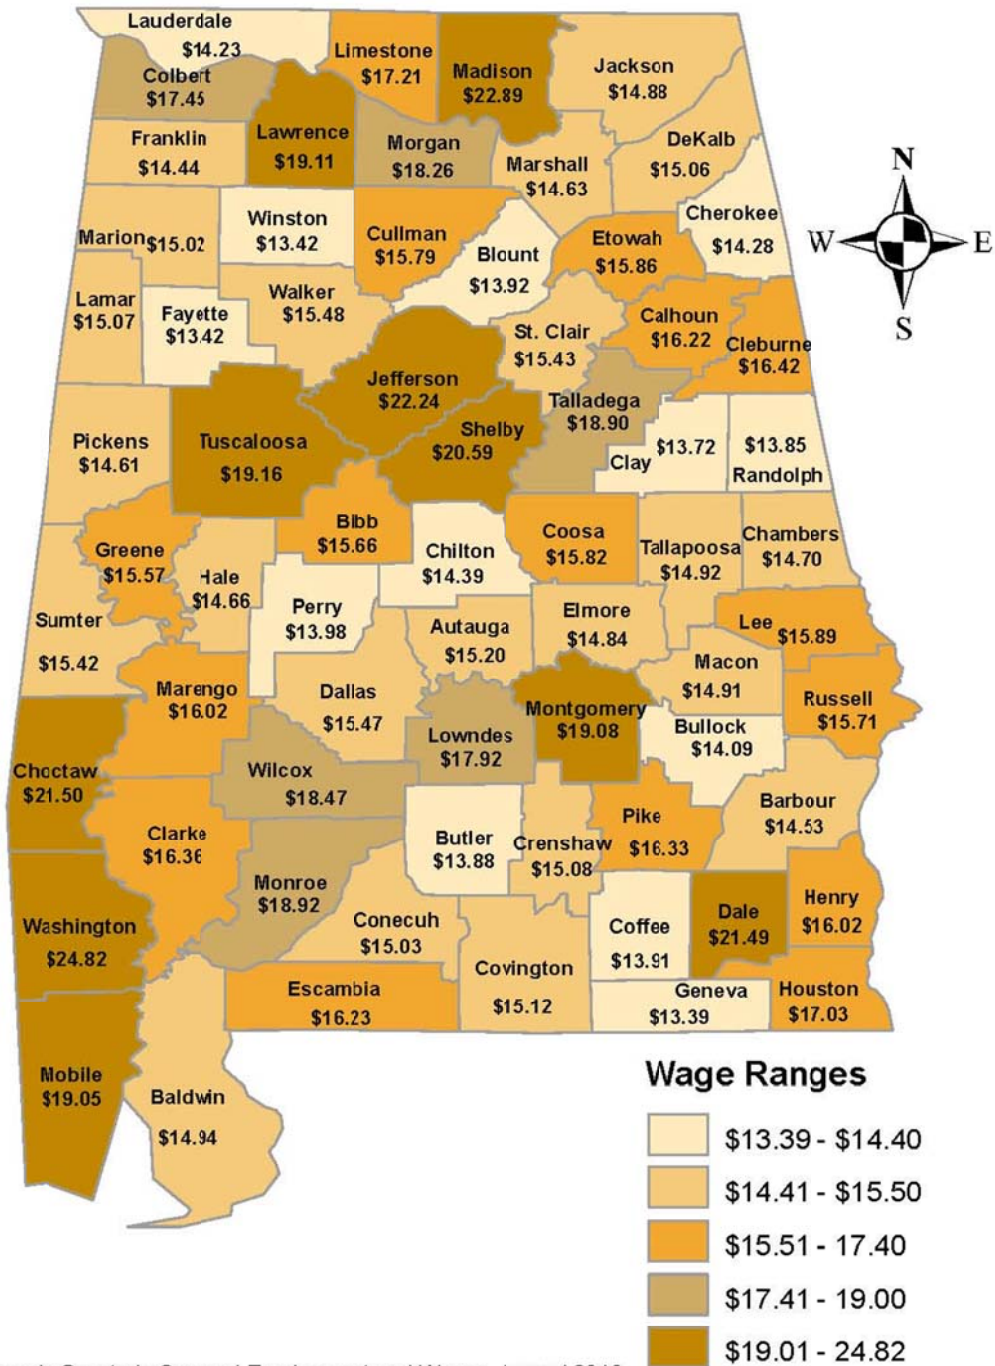 Lauderdale
$14.23
Limestone
$17.21
Madison
$22.89
Jackson
$14.88
Colbert
$17.45
Franklin
$14.44
Lawrence
$19.11
Morgan
$18.26
Marshall
$14.63
DeKalb
$15.06
N
W E
S
Marion $15.02
Winston
$13.42
Cullman
$15.79
Blount
$13.92
Etowah
$15.86
Cherokee
$14.28
Lamar
$15.07
Fayette
$13.42
Walker
$15.48
St. Clair
$15.43
Calhoun
$16.22
Cleburne
$16.42
Jefferson
$22.24
Talladega
$18.90
Shelby
$20.59
Pickens
$14.61
Tuscaloosa
$19.16
Clay $13.72
$13.85
Randolph
Greene
$15.57
Hale
$14.66
Bibb
$15.66
Chilton
$14.39
Coosa
$15.82
Tallapoosa
$14.92
Chambers
$14.70
Sumter
$15.42
Perry
$13.98
Autauga
$15.20
Elmore
$14.84
Lee $15.89
Macon
$14.91
Russell
$15.71
Marengo
$16.02
Dallas
$15.47
Lowndes
$17.92
Montgomery
$19.08
Bullock
$14.09
Choctaw
$21.50
Wilcox
$18.47
Clarke
$16.36
Butler
$13.88
Crenshaw
$15.08
Pike
$16.33
Barbour
$14.53
Monroe
$18.92
Washington
$24.82
Conecuh
$15.03
Covington
$15.12
Coffee
$13.91
Dale
$21.49
Henry
$16.02
Escambia
$16.23
Geneva
$13.39
Houston
$17.03
Mobile
$19.05
Baldwin
$14.94
Wage Ranges
$13.39 - $14.40
$14.41 - $15.50
$15.51 - 17.40
$17.41 - 19.00
$19.01 - 24.82